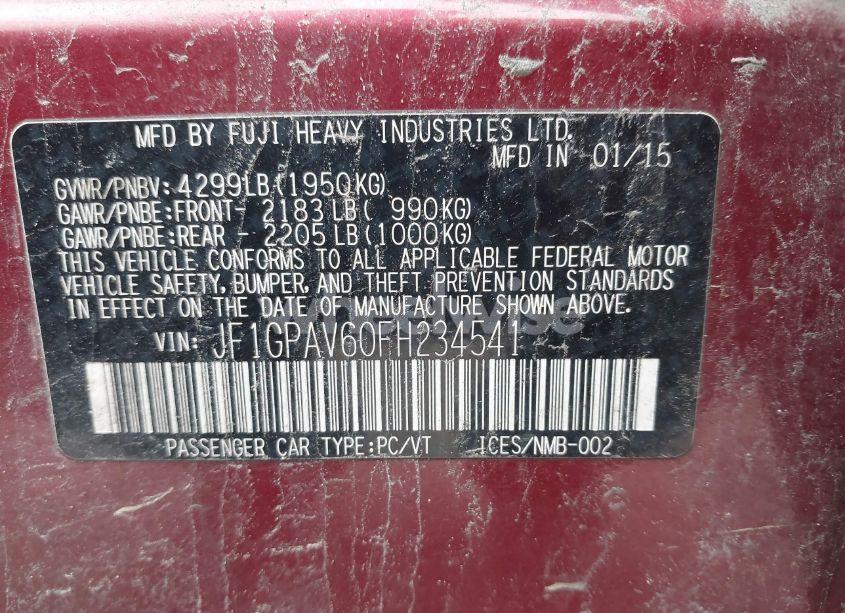 MFD BY FUJI HEAVY INDUSTRIES LTD.
MFD IN 01/15
GVWR/PNBV: 4299LB(1950KG)
GAWR/PNBE:FRONT - 2183LB( 990KG)
GAWR/PNBE:REAR - 2205LB(1000KG)
THIS VEHICLE CONFORMS TO ALL APPLICABLE FEDERAL MOTOR
VEHICLE SAFETY, BUMPER, AND THEFT PREVENTION STANDARDS
IN EFFECT ON THE DATE OF MANUFACTURE SHOWN ABOVE.
VIN: JF1GPAV60FH234541
PASSENGER CAR TYPE:PC/VT ICES/NMB-002